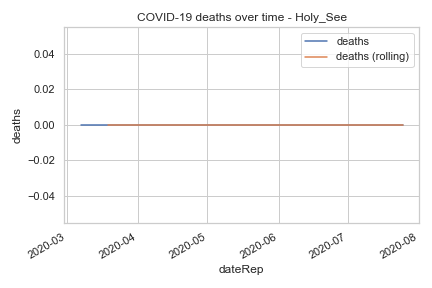 COVID-19 deaths over time - Holy_See
deaths
deaths (rolling)
0.04
0.02
0.00
−0.02
−0.04
deaths
2020-03
2020-04
2020-05
2020-06
2020-07
2020-08
dateRep